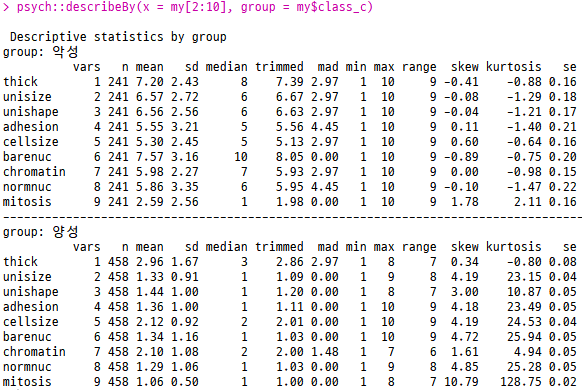 > psych::describeBy(x = my[2:10], group = my$class_c)
Descriptive statistics by group
group: 악성
vars n mean sd median trimmed mad min max range skew kurtosis se
thick 1 241 7.20 2.43 8 7.39 2.97 1 10 9 -0.41 -0.88 0.16
unisize 2 241 6.57 2.72 6 6.67 2.97 1 10 9 -0.08 -1.29 0.18
unishape 3 241 6.56 2.56 6 6.63 2.97 1 10 9 -0.04 -1.21 0.17
adhesion 4 241 5.55 3.21 5 5.56 4.45 1 10 9 0.11 -1.40 0.21
cellsize 5 241 5.30 2.45 5 5.13 2.97 1 10 9 0.60 -0.64 0.16
barenuc 6 241 7.57 3.16 10 8.05 0.00 1 10 9 -0.89 -0.75 0.20
chromatin 7 241 5.98 2.27 7 5.93 2.97 1 10 9 0.00 -0.98 0.15
normnuc 8 241 5.86 3.35 6 5.95 4.45 1 10 9 -0.10 -1.47 0.22
mitosis 9 241 2.59 2.56 1 1.98 0.00 1 10 9 1.78 2.11 0.16
------------------------------------------------------------------------
group: 양성
vars n mean sd median trimmed mad min max range skew kurtosis se
thick 1 458 2.96 1.67 3 2.86 2.97 1 8 7 0.34 -0.80 0.08
unisize 2 458 1.33 0.91 1 1.09 0.00 1 9 8 4.19 23.15 0.04
unishape 3 458 1.44 1.00 1 1.20 0.00 1 8 7 3.00 10.87 0.05
adhesion 4 458 1.36 1.00 1 1.11 0.00 1 10 9 4.18 23.49 0.05
cellsize 5 458 2.12 0.92 2 2.01 0.00 1 10 9 4.19 24.53 0.04
barenuc 6 458 1.34 1.16 1 1.03 0.00 1 10 9 4.72 25.94 0.05
chromatin 7 458 2.10 1.08 2 2.00 1.48 1 7 6 1.61 4.94 0.05
normnuc 8 458 1.29 1.06 1 1.03 0.00 1 9 8 4.85 25.28 0.05
mitosis 9 458 1.06 0.50 1 1.00 0.00 1 8 7 10.79 128.75 0.02